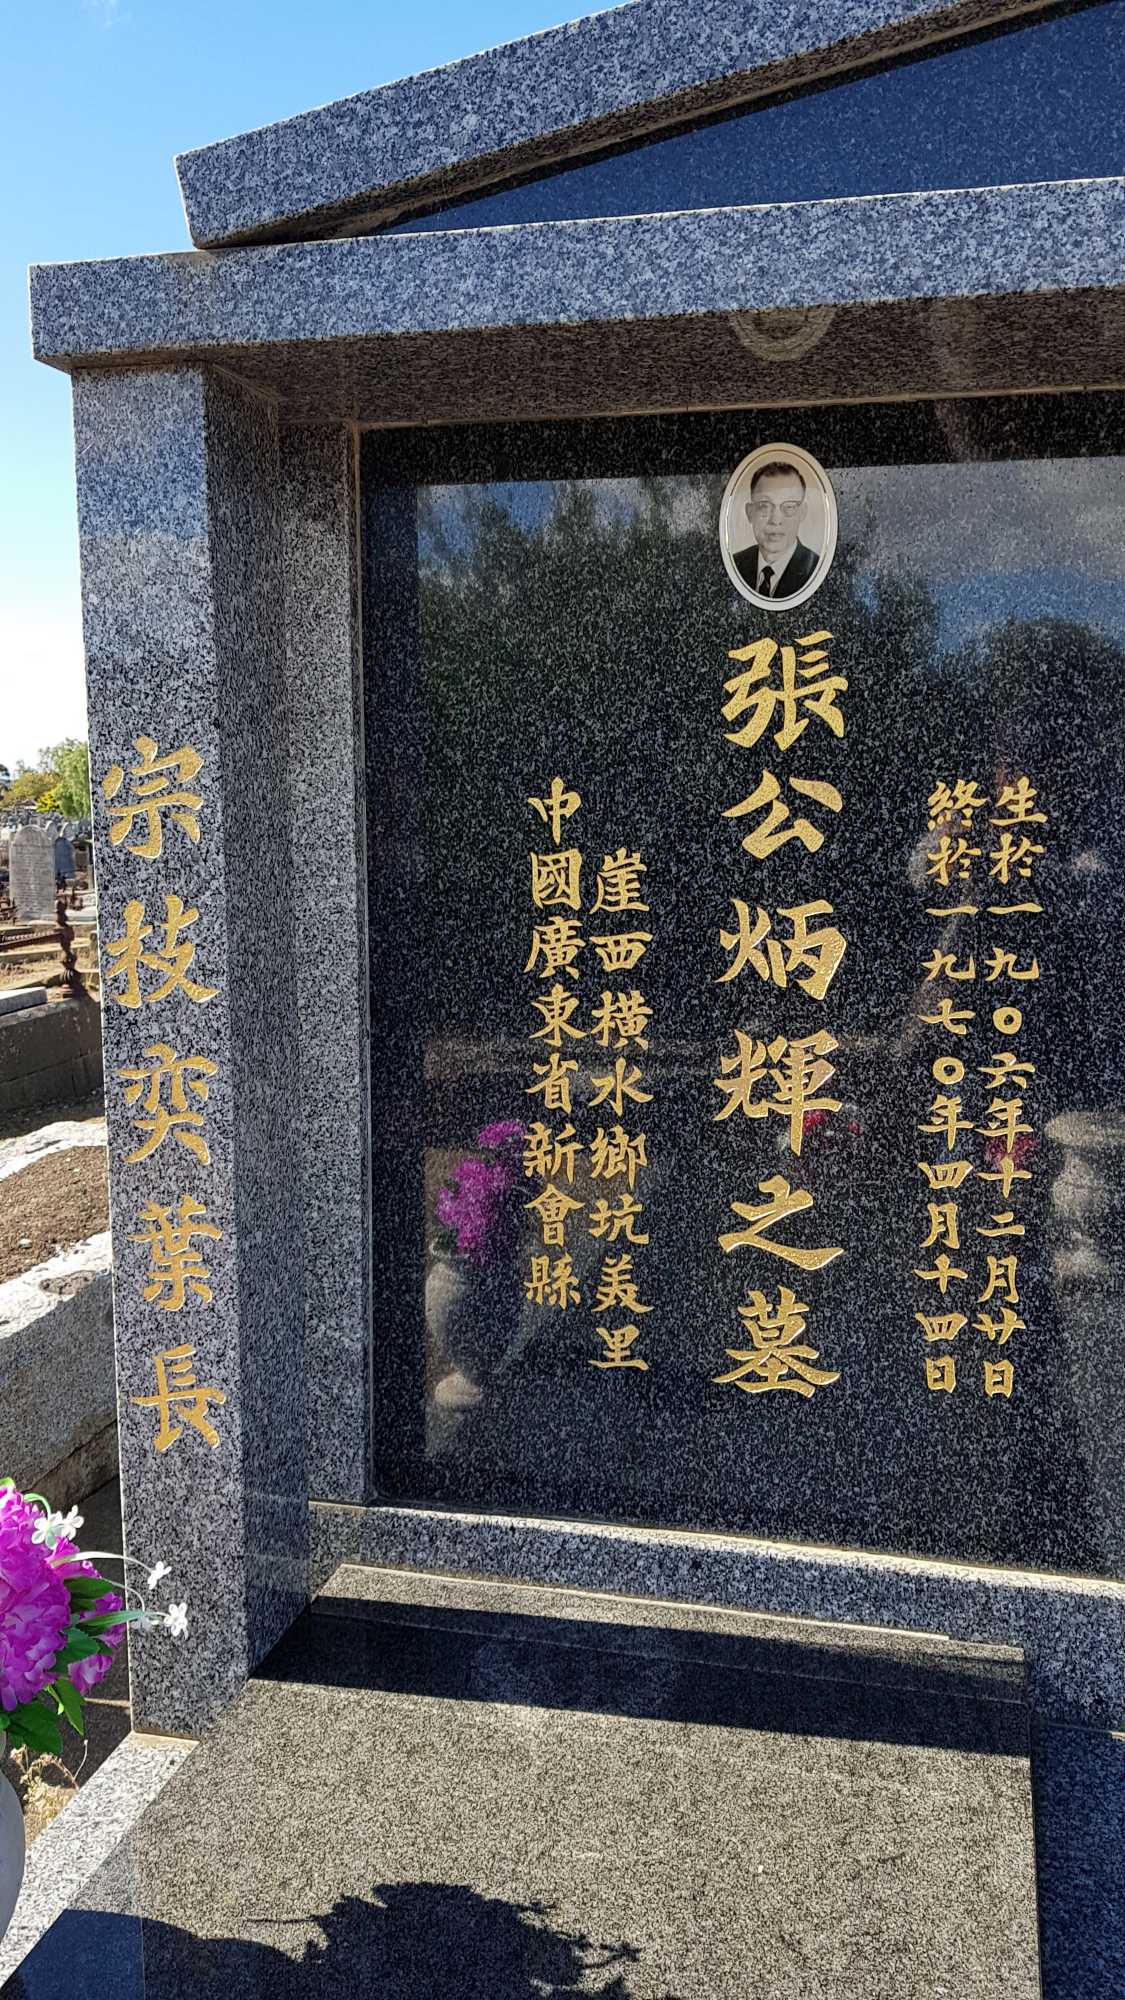 生於一九〇六年十二月廿日
終於一九七〇年四月十四日
張公炳輝之墓
中國廣東省新會縣
崖西橫水鄉坑美里
宗枝奕葉長